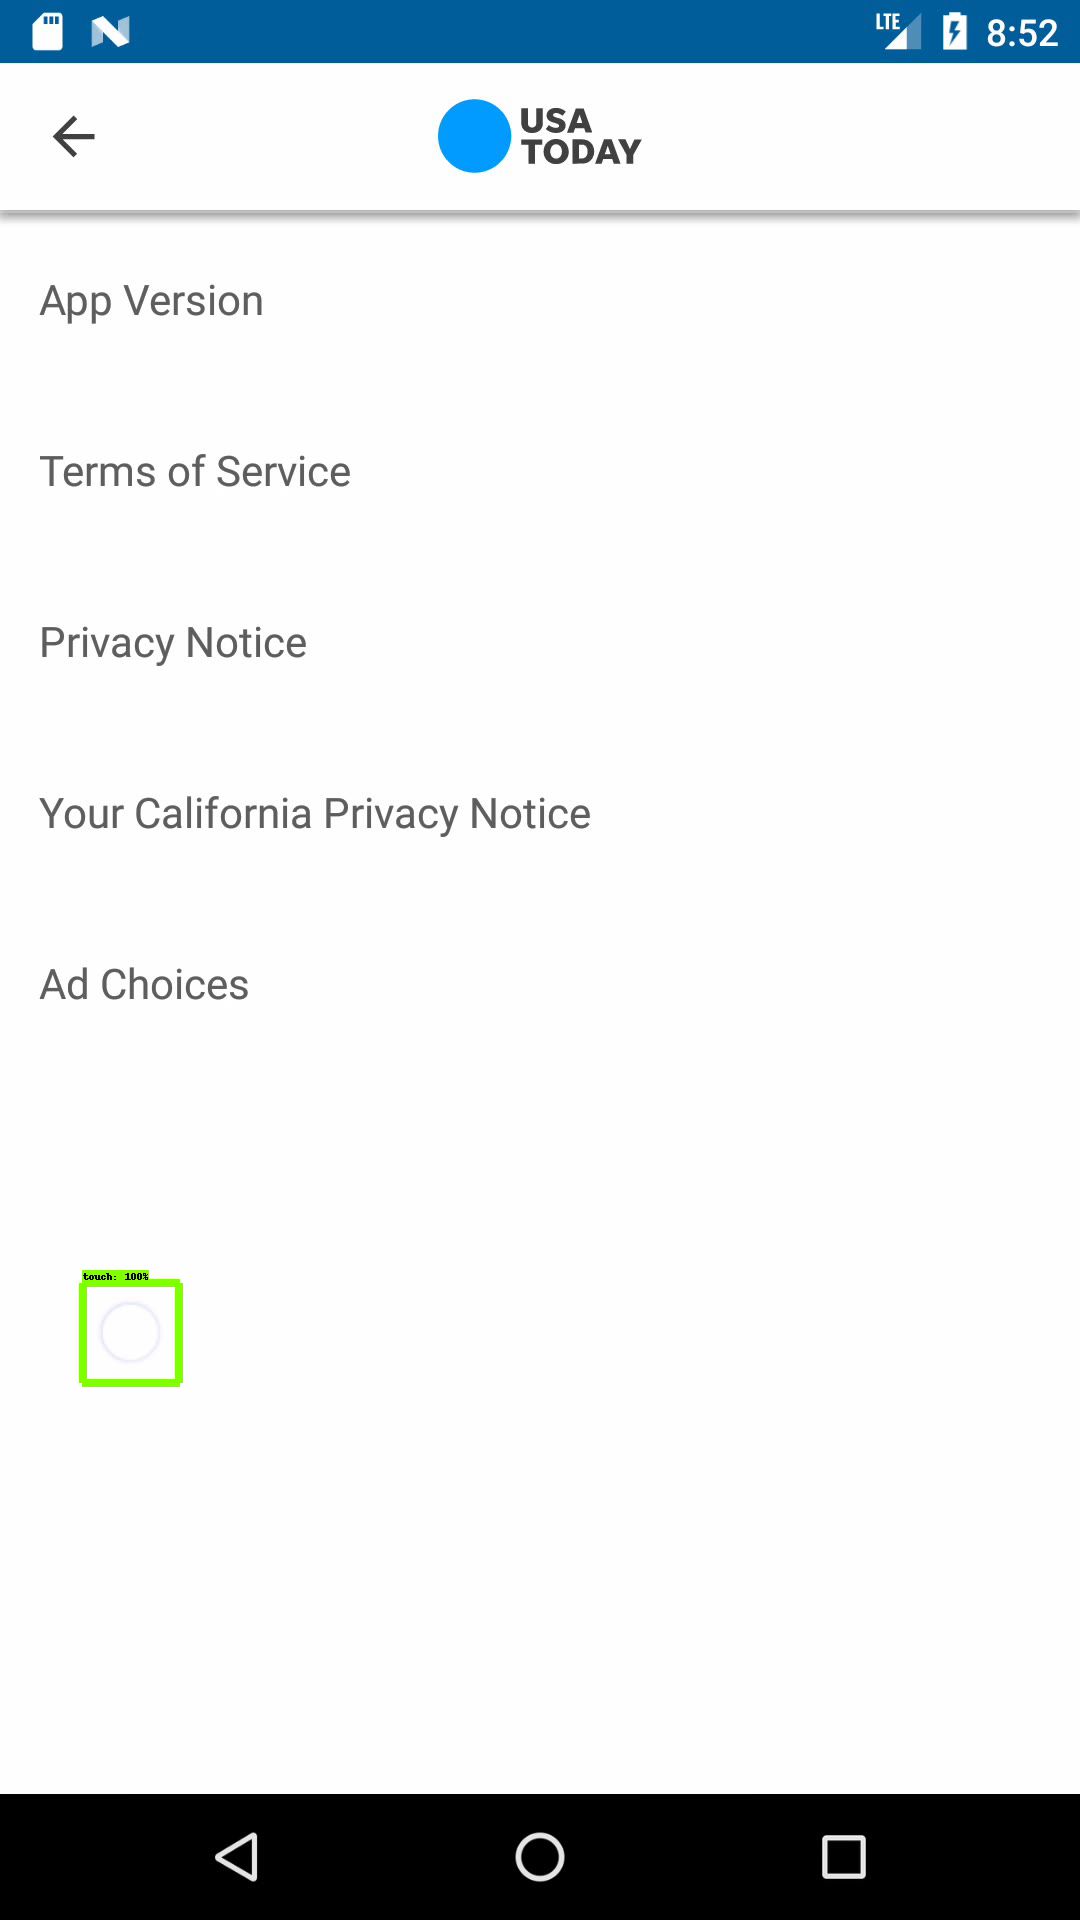 LTE 8:52
USA
TODAY
App Version
Terms of Service
Privacy Notice
Your California Privacy Notice
Ad Choices
touch: 100%